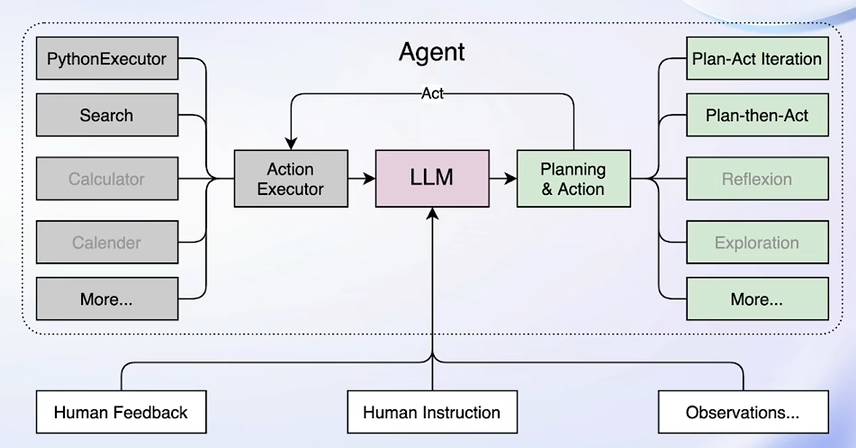 Agent
PythonExecutor
Search
Calculator
Calender
More...
Act
Action
Executor
LLM
Planning
& Action
Plan-Act Iteration
Plan-then-Act
Reflexion
Exploration
More...
Human Feedback
Human Instruction
Observations...